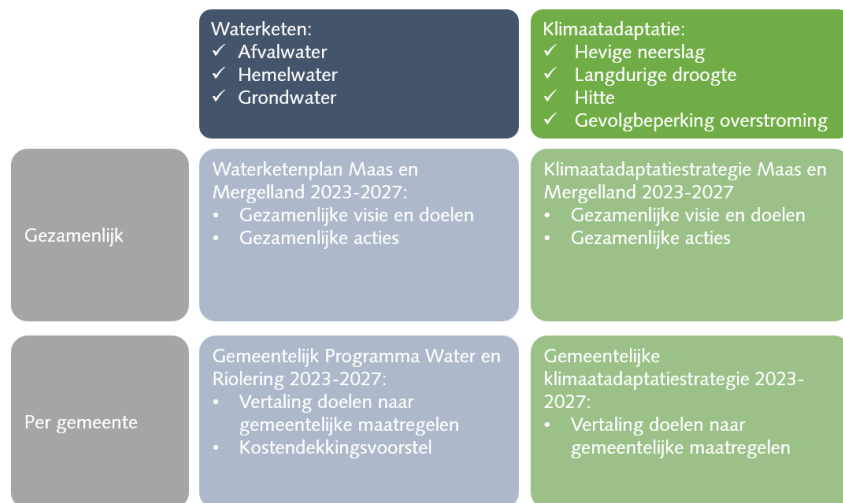 Waterketen:
✓ Afvalwater
✓ Hemelwater
✓ Grondwater
Klimaatadaptatie:
✓ Hevige neerslag
✓ Langdurige droogte
✓ Hitte
✓ Gevolgbeperking overstroming
Gezamenlijk
Waterketenplan Maas en
Mergelland 2023-2027:
• Gezamenlijke visie en doelen
• Gezamenlijke acties
Klimaatadaptatiestrategie Maas en
Mergelland 2023-2027
• Gezamenlijke visie en doelen
• Gezamenlijke acties
Per gemeente
Gemeentelijk Programma Water en
Riolering 2023-2027:
• Vertaling doelen naar
gemeentelijke maatregelen
• Kostendekkingsvoorstel
Gemeentelijke
klimaatadaptatiestrategie 2023-
2027:
• Vertaling doelen naar
gemeentelijke maatregelen